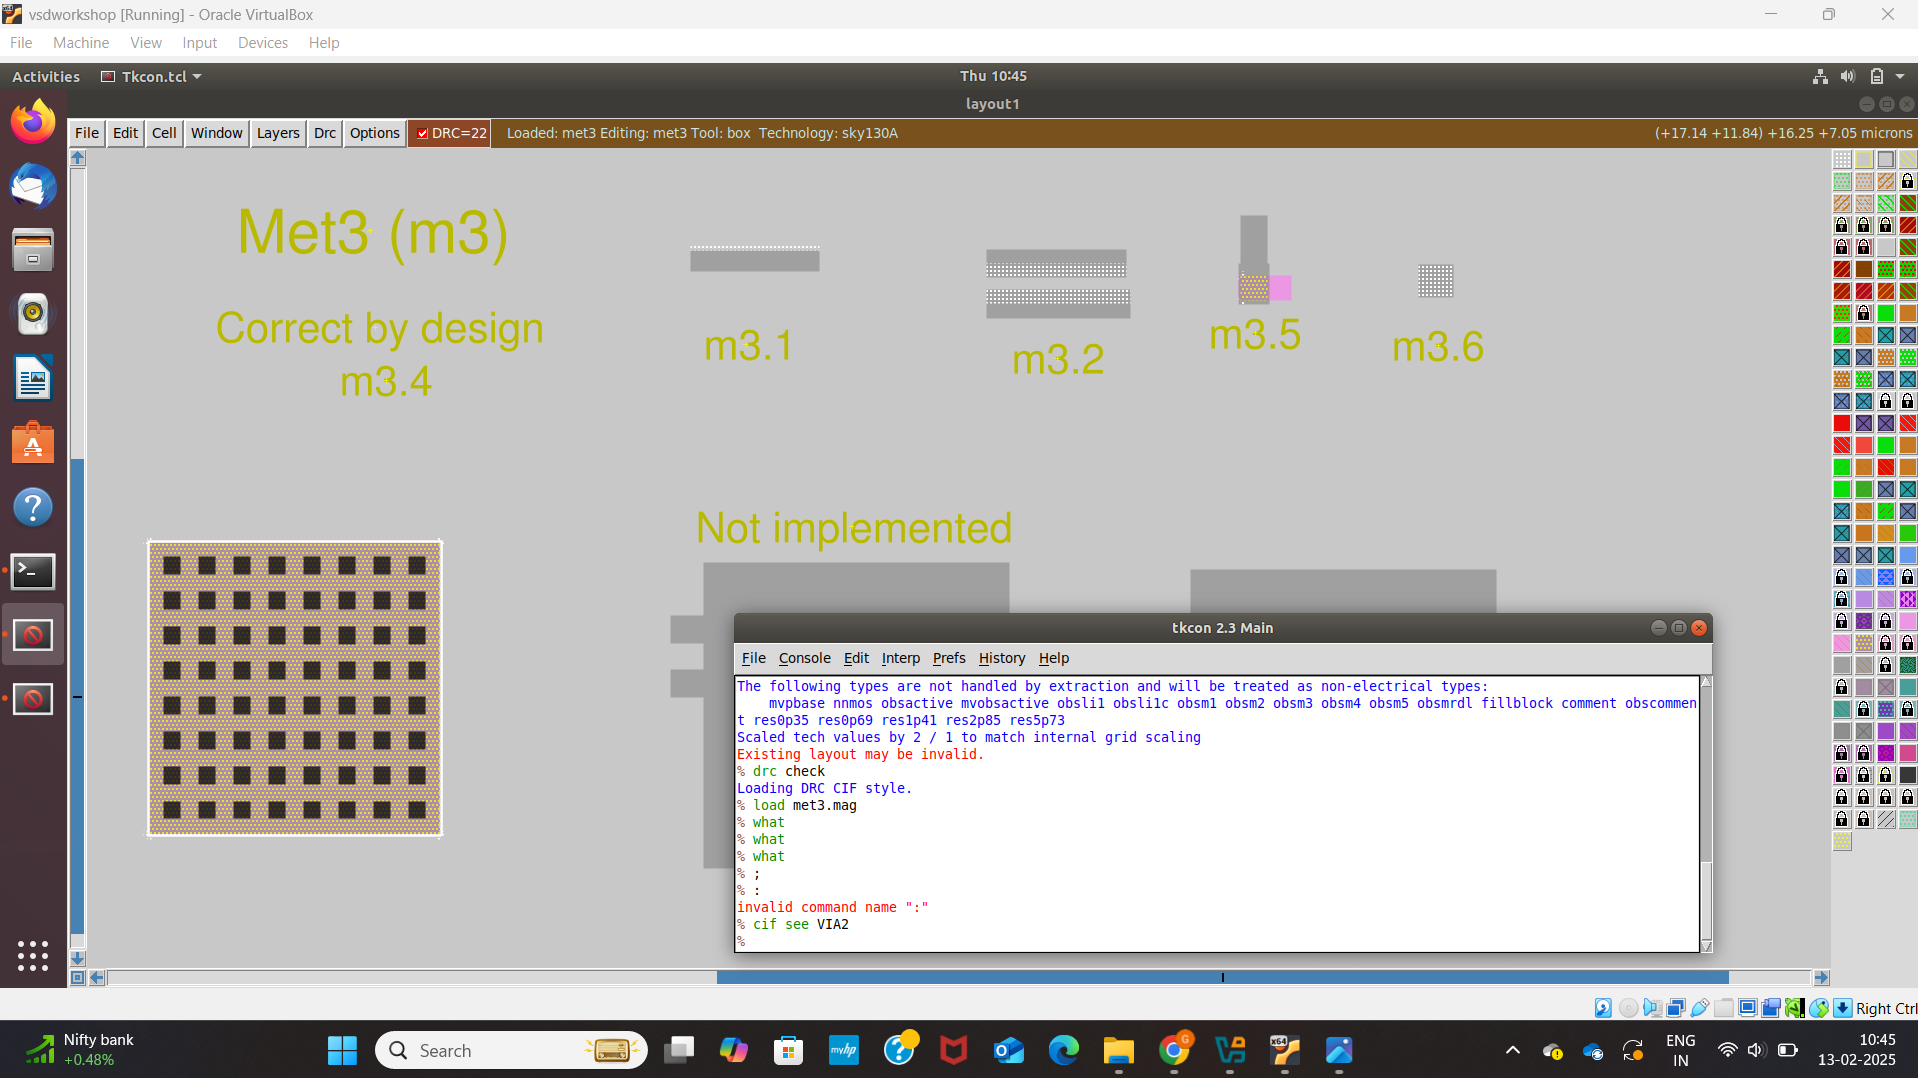 vsdworkshop [Running] - Oracle VirtualBox
File Machine View Input Devices Help
Activities Tkcon.tcl Thu 10:45
layout1
File Edit Cell Window Layers Drc Options DRC=22 Loaded: met3 Editing: met3 Tool: box Technology: sky130A (+17.14 +11.84) +16.25 +7.05 microns
Met3 (m3)
Correct by design
m3.4
m3.1
m3.2
m3.5
m3.6
Not implemented
tkcon 2.3 Main
File Console Edit Interp Prefs History Help
The following types are not handled by extraction and will be treated as non-electrical types:
mvpbase nnmos obsactive mvobsactive obsli1 obsli1c obsm1 obsm2 obsm3 obsm4 obsm5 obsmrdl fillblock comment obscommen
t res0p35 res0p69 res1p41 res2p85 res5p73
Scaled tech values by 2 / 1 to match internal grid scaling
Existing layout may be invalid.
% drc check
Loading DRC CIF style.
% load met3.mag
% what
% what
% what
% ;
% :
invalid command name ":"
% cif see VIA2
%
Right Ctrl
Nifty bank
+0.48%
Search
myhp
G
x64
ENG
IN
10:45
13-02-2025